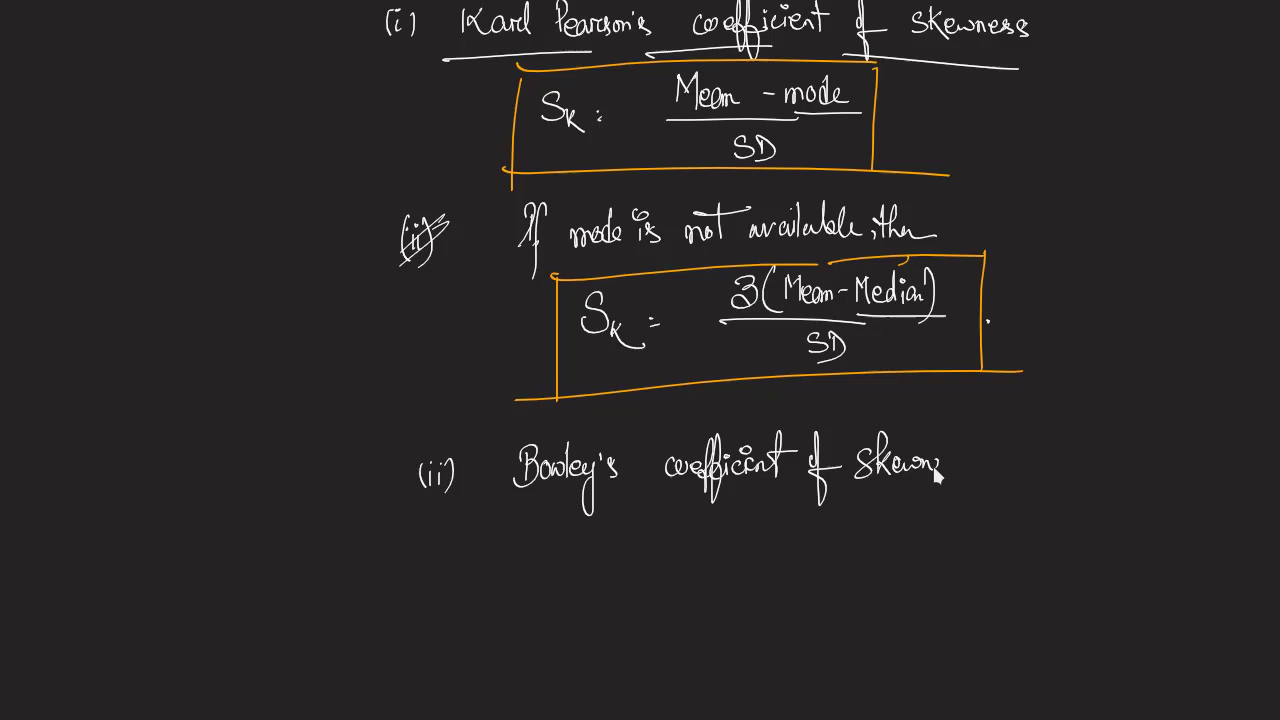 (i) Karl Pearson's coefficient of skewness
Sk : Mean - mode
SD
(ii) If mode is not available, then
Sk = 3(Mean - Median)
SD
(ii) Bowley's coefficient of skewn